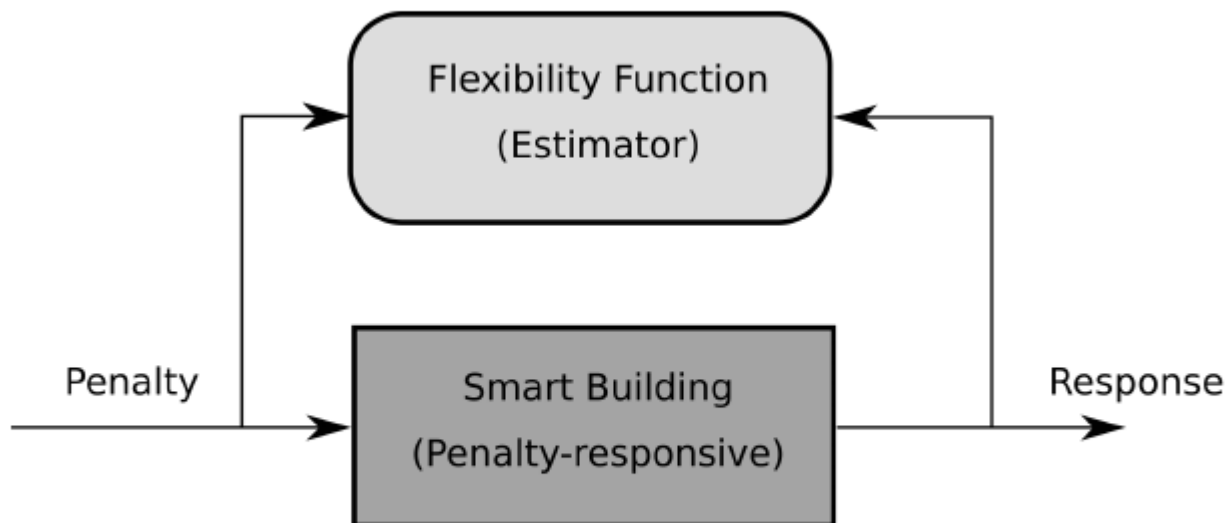 Flexibility Function
(Estimator)
Penalty
Smart Building
(Penalty-responsive)
Response